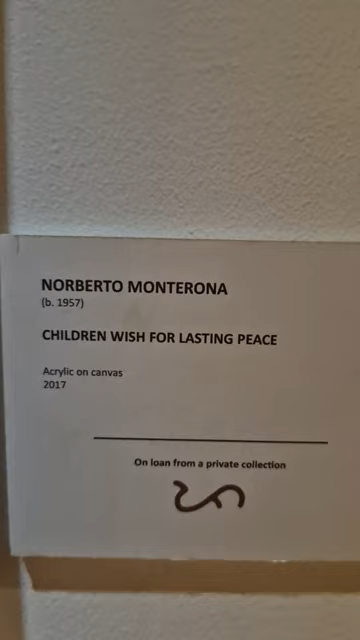 NORBERTO MONTERONA
(b. 1957)
CHILDREN WISH FOR LASTING PEACE
Acrylic on canvas
2017
On loan from a private collection